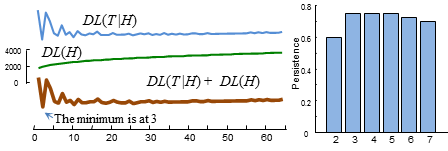 DL(T|H)
DL(H)
4000
2000
0
DL(T|H) + DL(H)
The minimum is at 3
0 10 20 30 40 50 60
Persistence
0.8
0.6
0.4
0.2
0
2 3 4 5 6 7